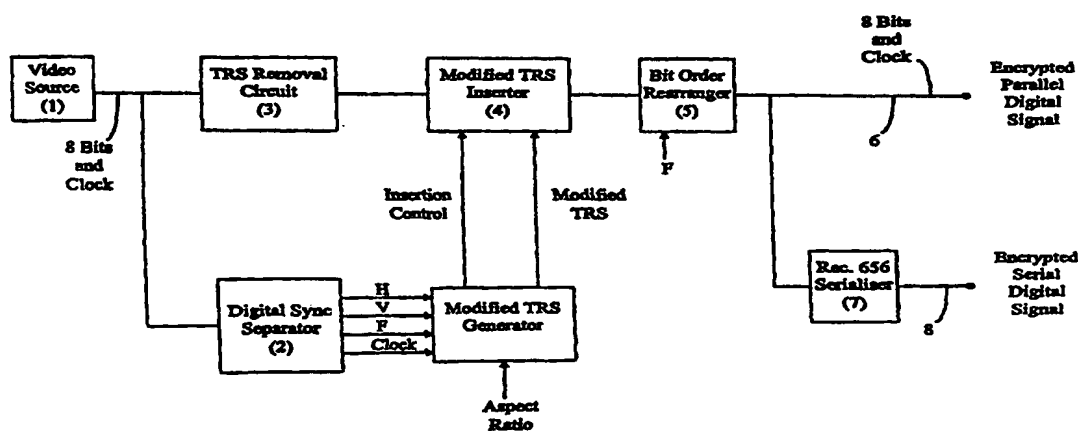 Video
Source
(1)
8 Bits
and
Clock
TRS Removal
Circuit
(3)
Modified TRS
Inserter
(4)
Bit Order
Rearranger
(5)
F
8 Bits
and
Clock
6
Encrypted
Parallel
Digital
Signal
Insertion
Control
Modified
TRS
Digital Sync
Separator
(2)
H
V
F
Clock
Modified TRS
Generator
Aspect
Ratio
Rec. 656
Serialiser
(7)
8
Encrypted
Serial
Digital
Signal